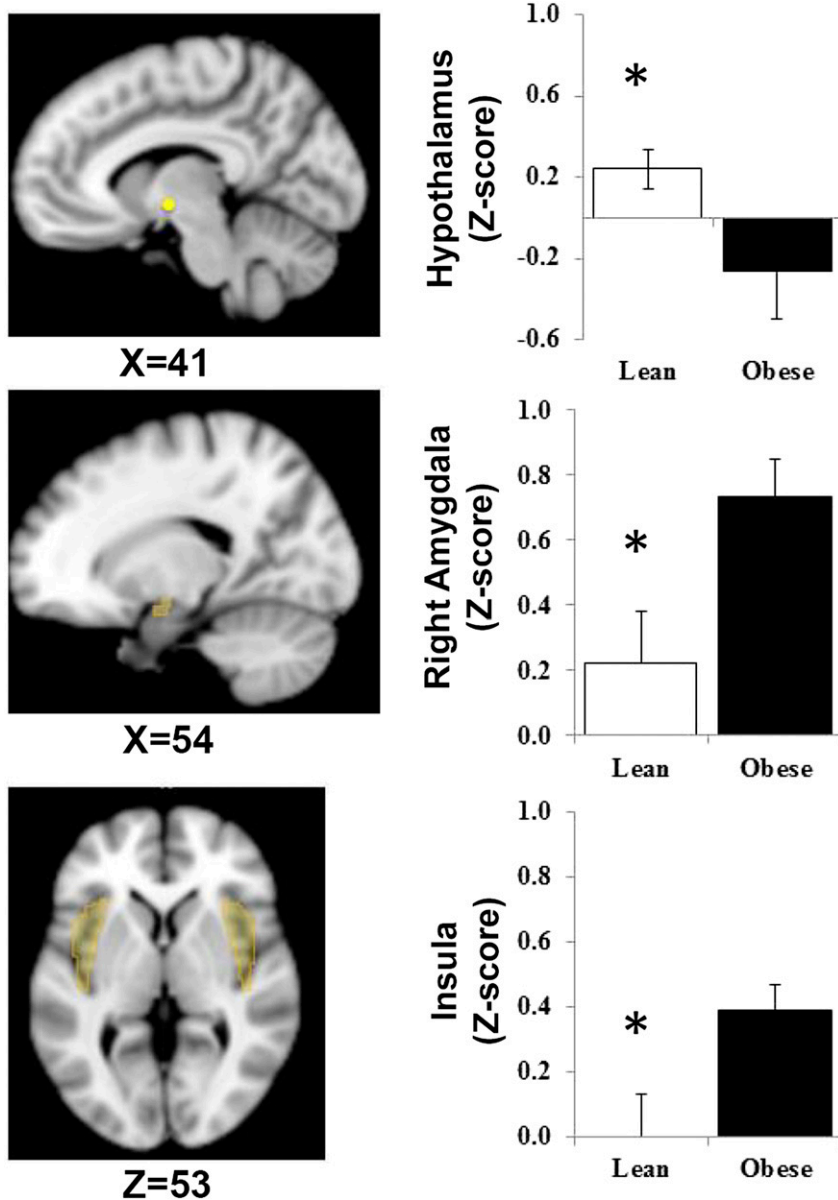 X=41
Hypothalamus
(Z-score)
1.0
0.6
0.2
-0.2
-0.6
*
Lean Obese
X=54
Right Amygdala
(Z-score)
1.0
0.8
0.6
0.4
0.2
0.0
*
Lean Obese
Z=53
Insula
(Z-score)
1.0
0.8
0.6
0.4
0.2
0.0
*
Lean Obese